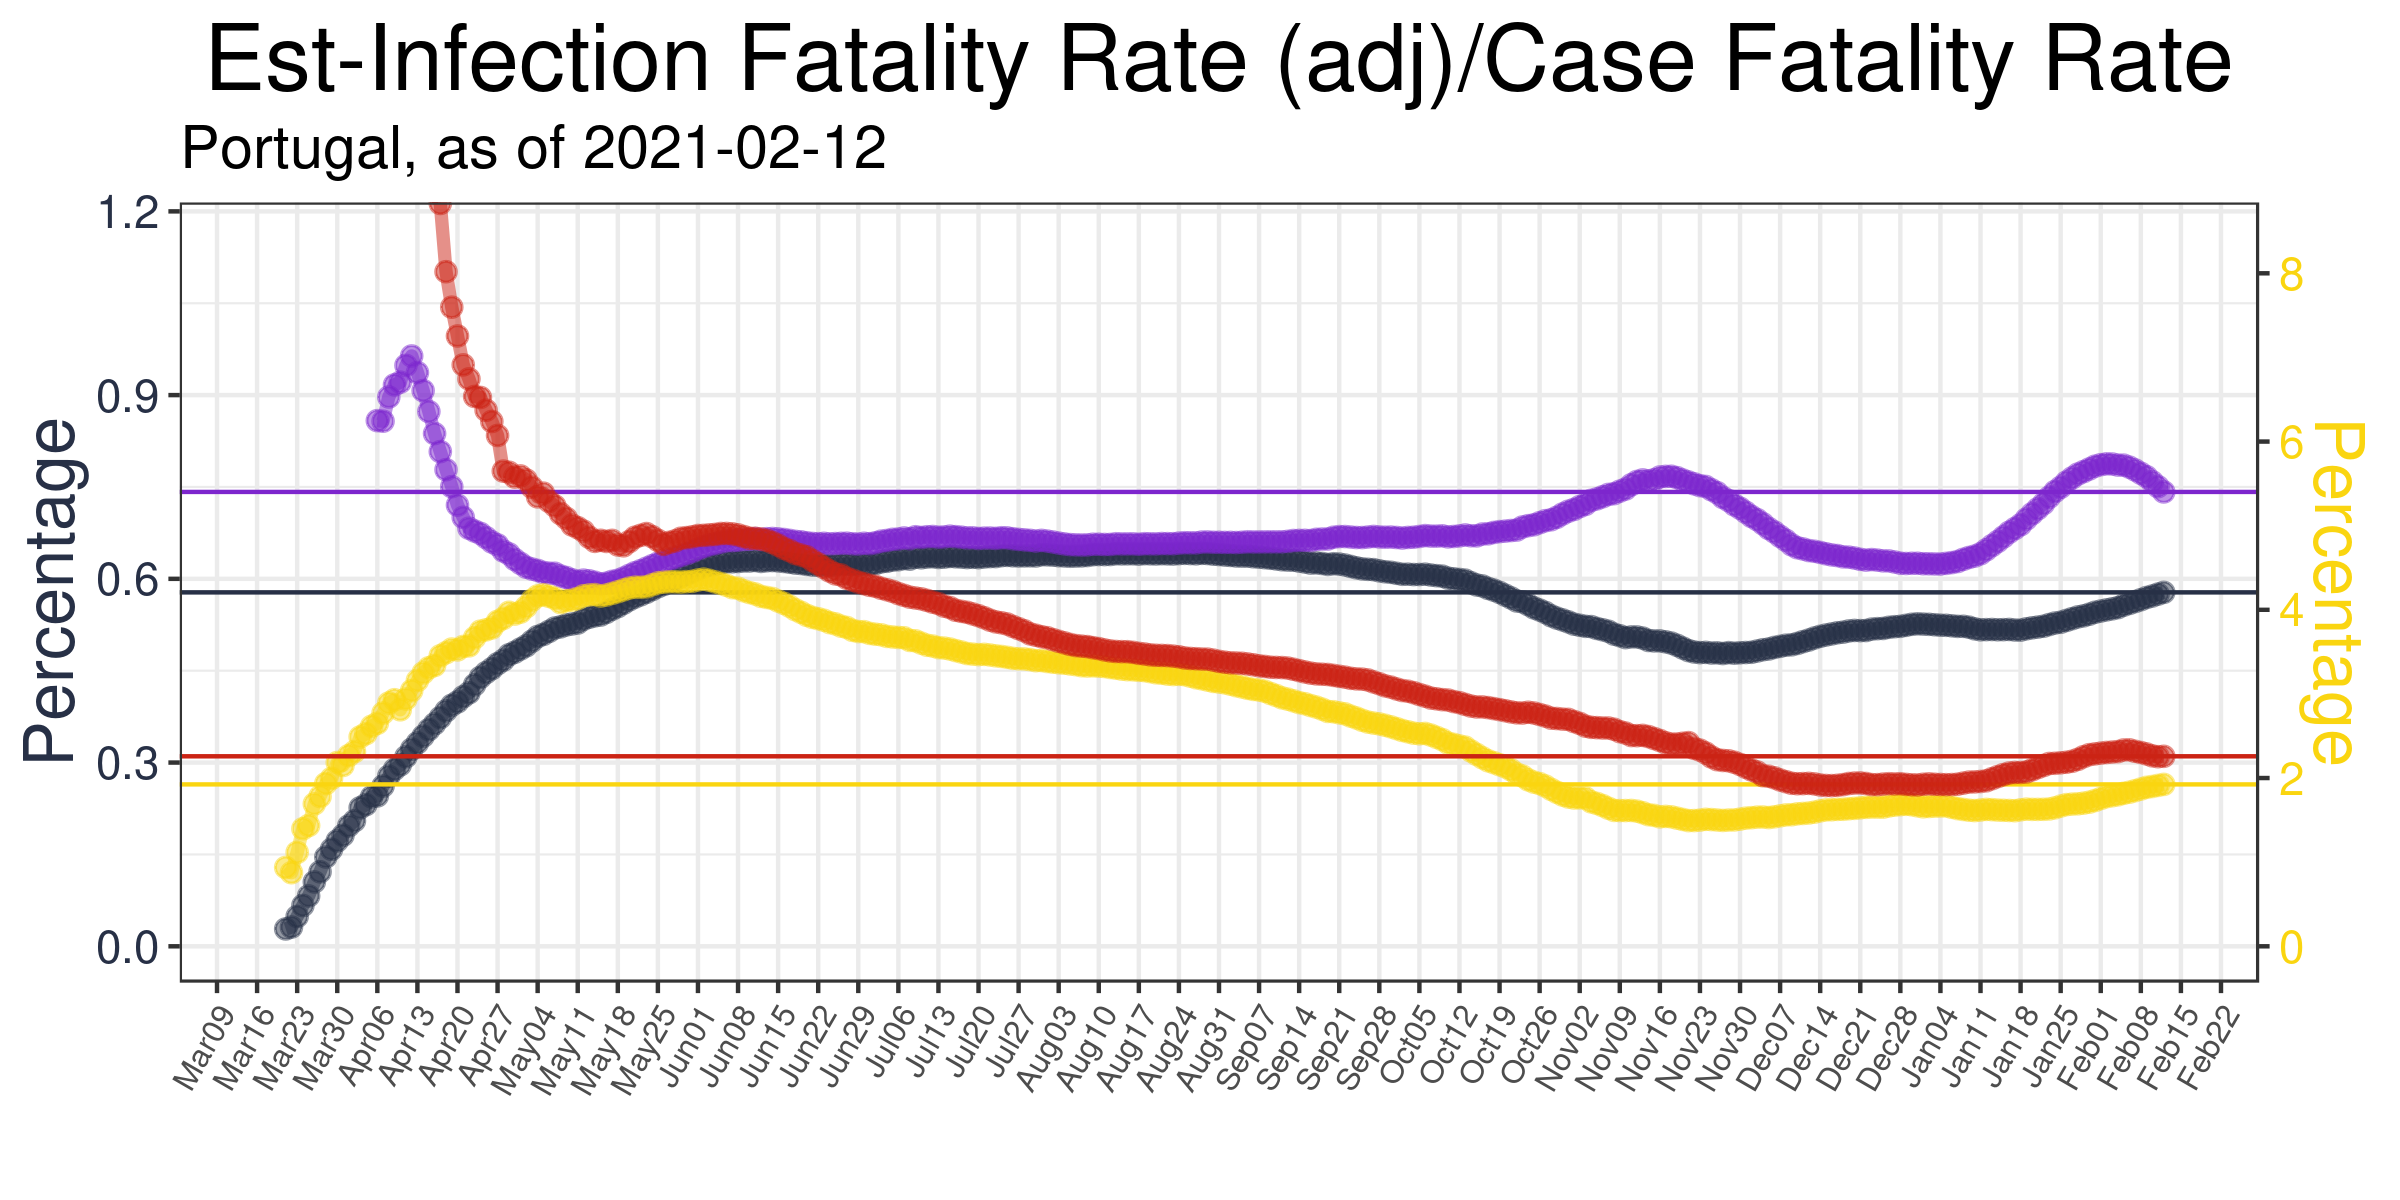 Est-Infection Fatality Rate (adj)/Case Fatality Rate
Portugal, as of 2021-02-12
Percentage
1.2
0.9
0.6
0.3
0.0
8
6
4
2
0
Percentage
Mar09
Mar16
Mar23
Mar30
Apr06
Apr13
Apr20
Apr27
May04
May11
May18
May25
Jun01
Jun08
Jun15
Jun22
Jun29
Jul06
Jul13
Jul20
Jul27
Aug03
Aug10
Aug17
Aug24
Aug31
Sep07
Sep14
Sep21
Sep28
Oct05
Oct12
Oct19
Oct26
Nov02
Nov09
Nov16
Nov23
Nov30
Dec07
Dec14
Dec21
Dec28
Jan04
Jan11
Jan18
Jan25
Feb01
Feb08
Feb15
Feb22